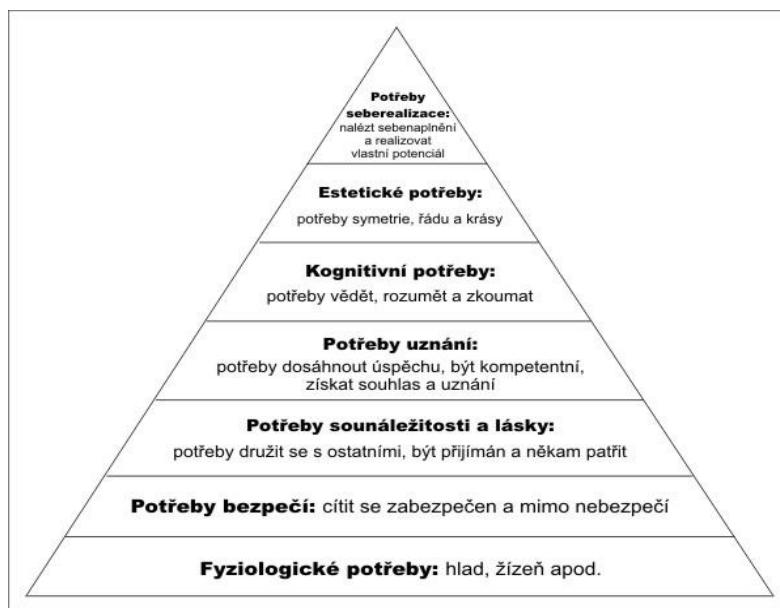 Potřeby
seberealizace:
nalézt sebenaplnění
a realizovat
vlastní potenciál
Estetické potřeby:
potřeby symetrie, řádu a krásy
Kognitivní potřeby:
potřeby vědět, rozumět a zkoumat
Potřeby uznání:
potřeby dosáhnout úspěchu, být kompetentní,
získat souhlas a uznání
Potřeby sounáležitosti a lásky:
potřeby družit se s ostatními, být přijímán a někam patřit
Potřeby bezpečí: cítit se zabezpečen a mimo nebezpečí
Fyziologické potřeby: hlad, žízeň apod.